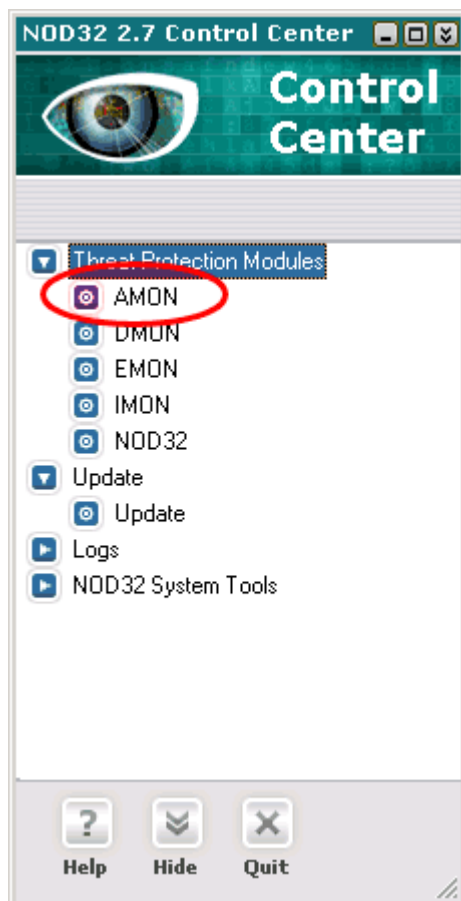 NOD32 2.7 Control Center
Control
Center
Threat Protection Modules
AMON
DMON
EMON
IMON
NOD32
Update
Update
Logs
NOD32 System Tools
?
Help
Hide
Quit